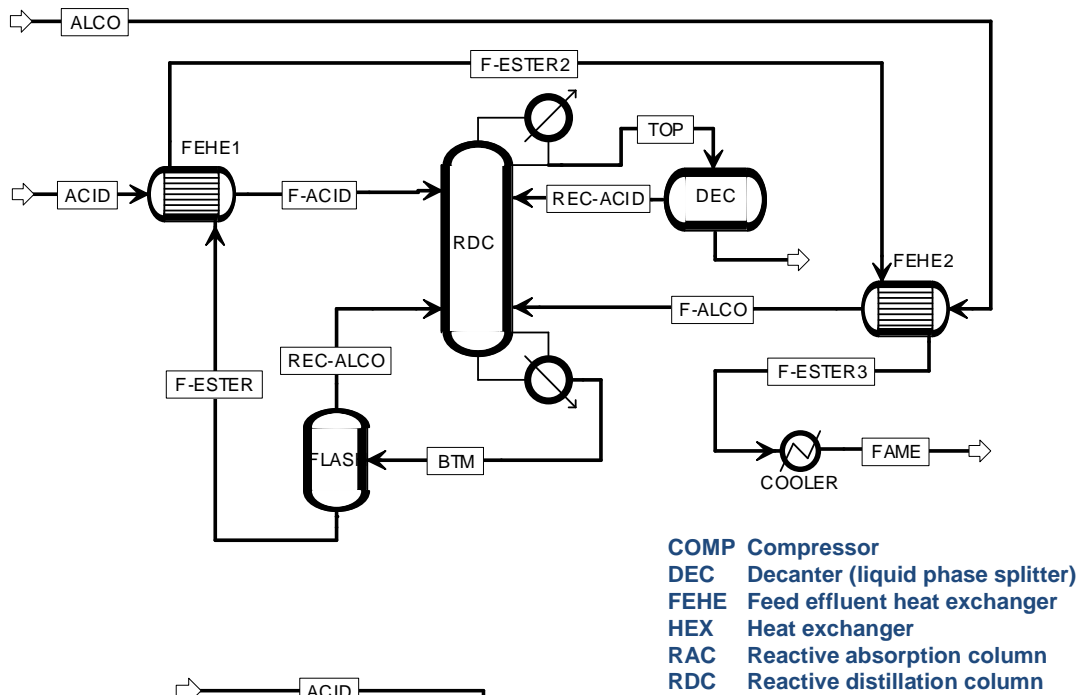 ALCO
F-ESTER2
TOP
FEHE1
ACID
F-ACID
REC-ACID
DEC
RDC
FEHE2
F-ALCO
REC-ALCO
F-ESTER
F-ESTER3
BTM
FAME
COOLER
COMP Compressor
DEC Decanter (liquid phase splitter)
FEHE Feed effluent heat exchanger
HEX Heat exchanger
RAC Reactive absorption column
RDC Reactive distillation column
ACID